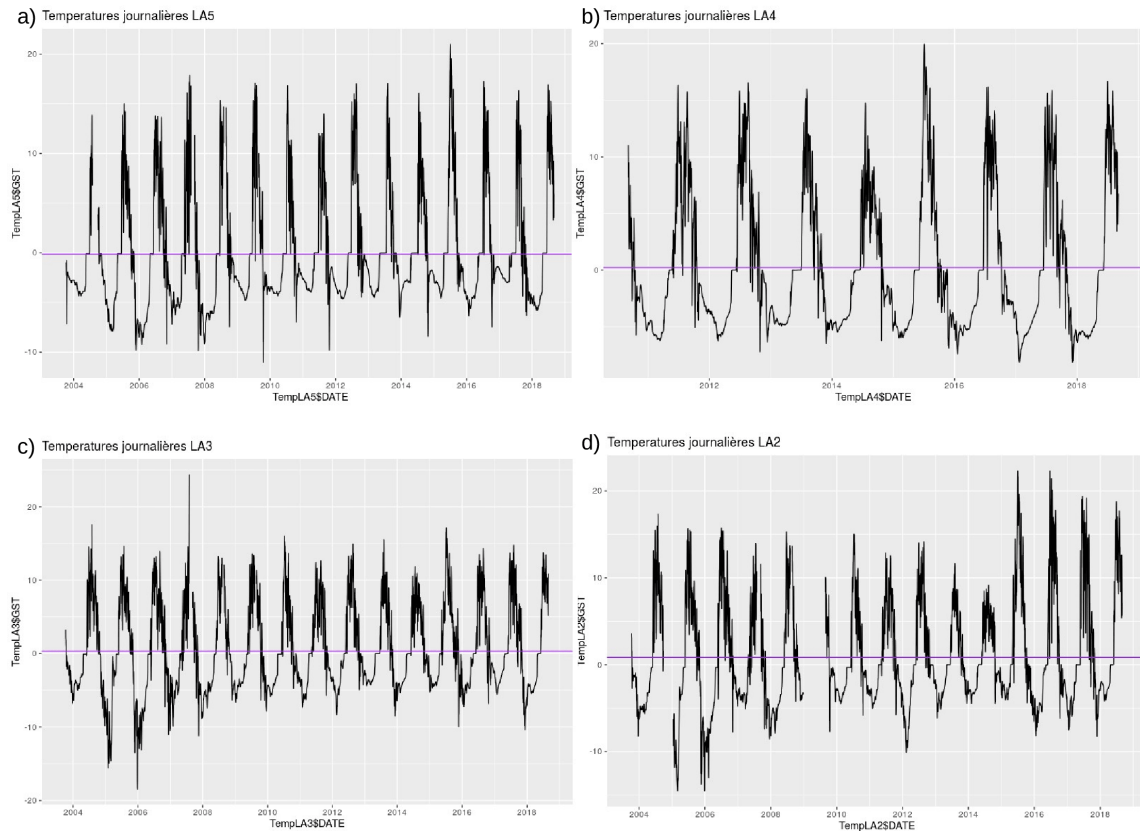 a) Temperatures journalières LA5
20
10
0
-10
TempLA5$GST
2004 2006 2008 2010 2012 2014 2016 2018
TempLA5$DATE
b) Temperatures journalières LA4
20
10
0
TempLA4$GST
2012 2014 2016 2018
TempLA4$DATE
c) Temperatures journalières LA3
20
10
0
-10
-20
TempLA3$GST
2004 2006 2008 2010 2012 2014 2016 2018
TempLA3$DATE
d) Temperatures journalières LA2
20
10
0
-10
TempLA2$GST
2004 2006 2008 2010 2012 2014 2016 2018
TempLA2$DATE